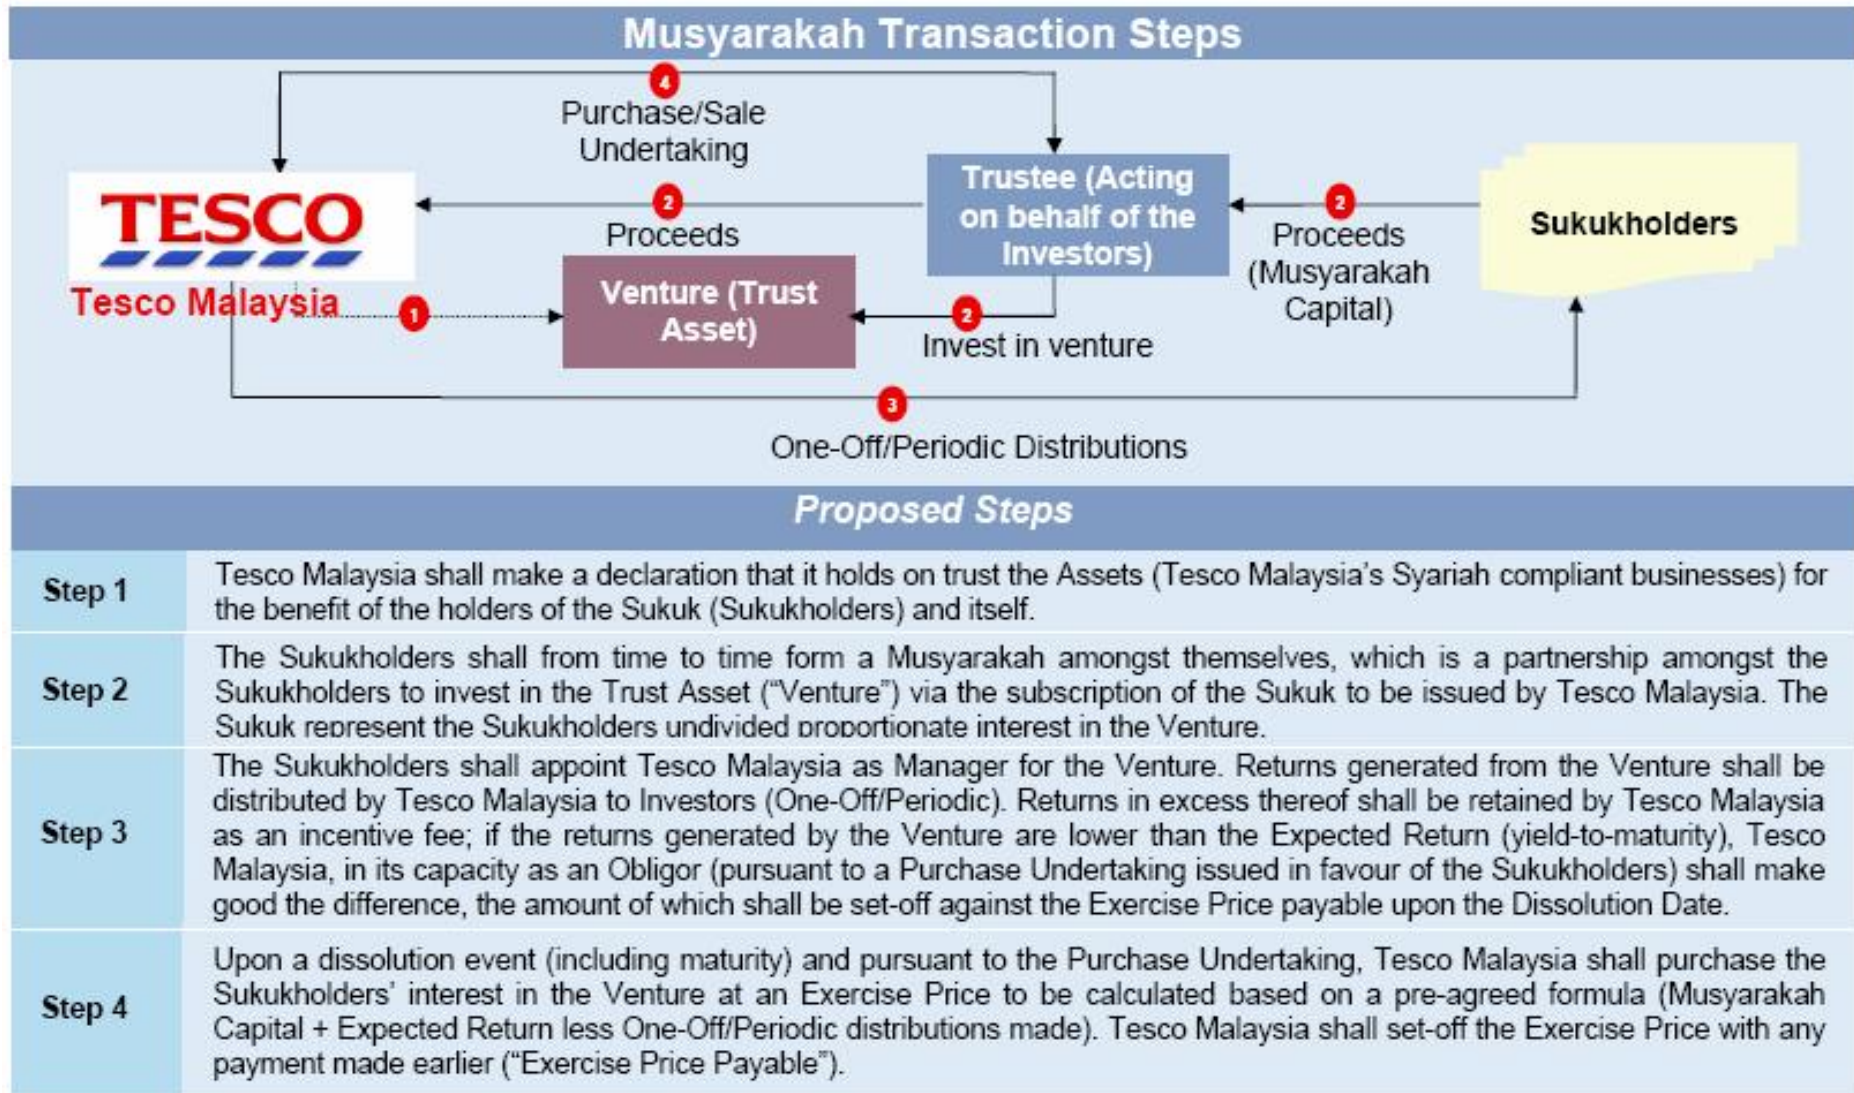 Musyarakah Transaction Steps
4
Purchase/Sale
Undertaking
TESCO
Tesco Malaysia
2
Proceeds
Trustee (Acting
on behalf of the
Investors)
2
Proceeds
(Musyarakah
Capital)
Sukukholders
1
Venture (Trust
Asset)
2
Invest in venture
3
One-Off/Periodic Distributions
Proposed Steps
Step 1
Tesco Malaysia shall make a declaration that it holds on trust the Assets (Tesco Malaysia's Syariah compliant businesses) for
the benefit of the holders of the Sukuk (Sukukholders) and itself.
Step 2
The Sukukholders shall from time to time form a Musyarakah amongst themselves, which is a partnership amongst the
Sukukholders to invest in the Trust Asset ("Venture") via the subscription of the Sukuk to be issued by Tesco Malaysia. The
Sukuk represent the Sukukholders undivided proportionate interest in the Venture.
Step 3
The Sukukholders shall appoint Tesco Malaysia as Manager for the Venture. Returns generated from the Venture shall be
distributed by Tesco Malaysia to Investors (One-Off/Periodic). Returns in excess thereof shall be retained by Tesco Malaysia
as an incentive fee; if the returns generated by the Venture are lower than the Expected Return (yield-to-maturity), Tesco
Malaysia, in its capacity as an Obligor (pursuant to a Purchase Undertaking issued in favour of the Sukukholders) shall make
good the difference, the amount of which shall be set-off against the Exercise Price payable upon the Dissolution Date.
Step 4
Upon a dissolution event (including maturity) and pursuant to the Purchase Undertaking, Tesco Malaysia shall purchase the
Sukukholders' interest in the Venture at an Exercise Price to be calculated based on a pre-agreed formula (Musyarakah
Capital + Expected Return less One-Off/Periodic distributions made). Tesco Malaysia shall set-off the Exercise Price with any
payment made earlier ("Exercise Price Payable").